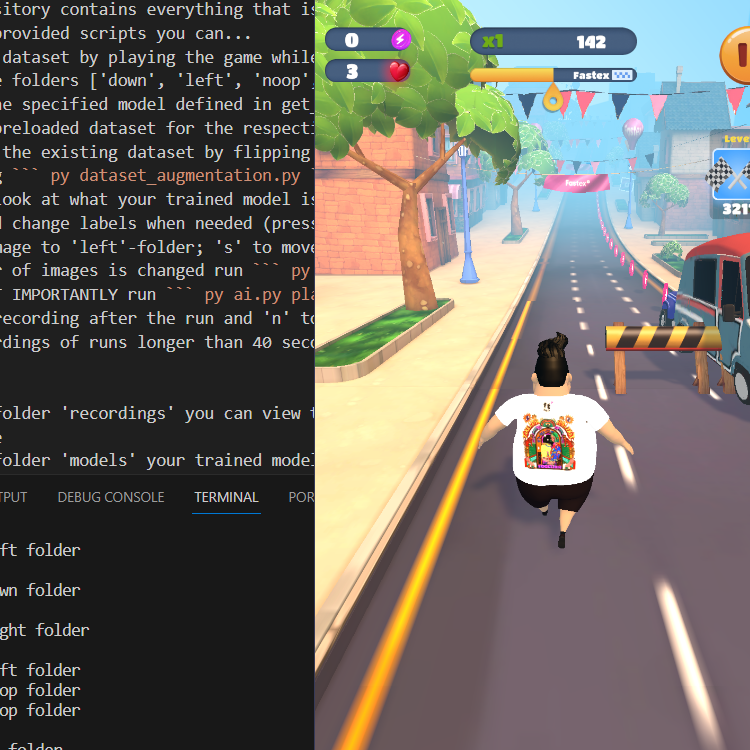 sitory contains everything that is
provided scripts you can...
dataset by playing the game while
e folders ['down', 'left', 'noop'
he specified model defined in get_
preloaded dataset for the respecti
the existing dataset by flipping
g ``` py dataset_augmentation.py
look at what your trained model is
d change labels when needed (press
mage to 'left'-folder; 's' to move
r of images is changed run ``` py
T IMPORTANTLY run ``` py ai.py pla
recording after the run and 'n' to
rdings of runs longer than 40 seco
folder 'recordings' you can view t
e
folder 'models' your trained model
TPUT DEBUG CONSOLE TERMINAL POR
ft folder
wn folder
ght folder
ft folder
op folder
op folder
folder
0
3
x1 142
Fastex
Fastex
Leve
321